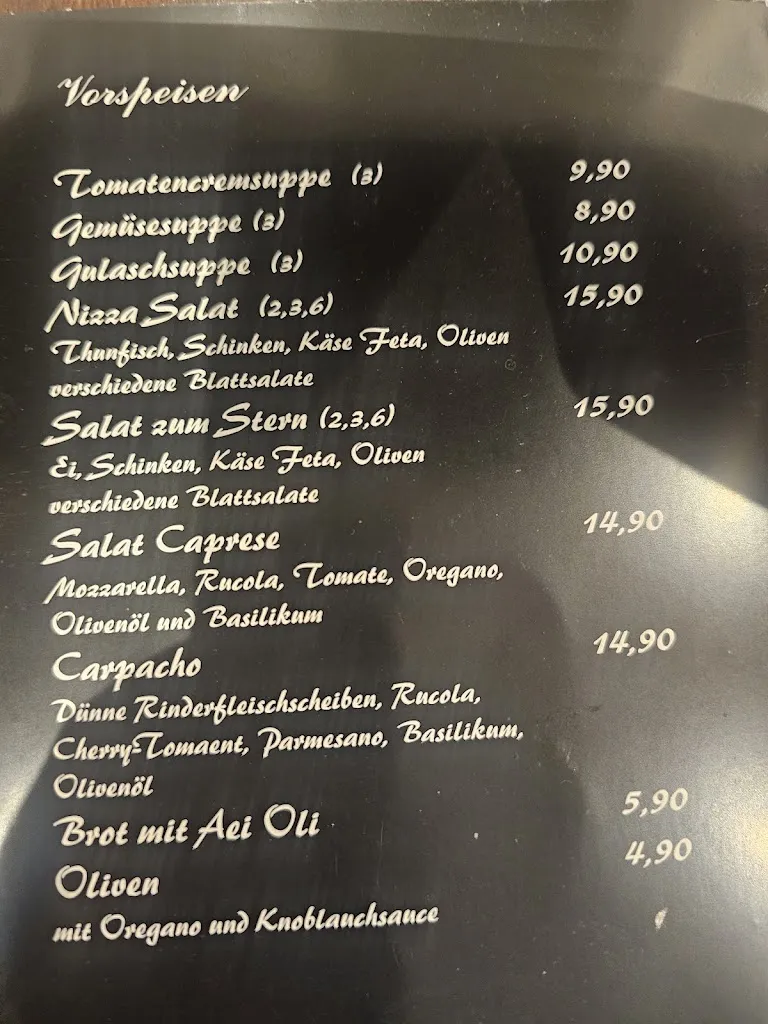 Vorspeisen
Tomatencremsuppe (3) 9,90
Gemüsesuppe (3) 8,90
Gulaschsuppe (3) 10,90
Nizza Salat (2,3,6) 15,90
Thunfisch, Schinken, Käse Feta, Oliven
verschiedene Blattsalate
Salat zum Stern (2,3,6) 15,90
Ei, Schinken, Käse Feta, Oliven
verschiedene Blattsalate
Salat Caprese 14,90
Mozzarella, Rucola, Tomate, Oregano,
Olivenöl und Basilikum
Carpacho 14,90
Dünne Rinderfleischscheiben, Rucola,
Cherry-Tomaent, Parmesano, Basilikum,
Olivenöl
Brot mit Aei Oli 5,90
Oliven 4,90
mit Oregano und Knoblauchsauce